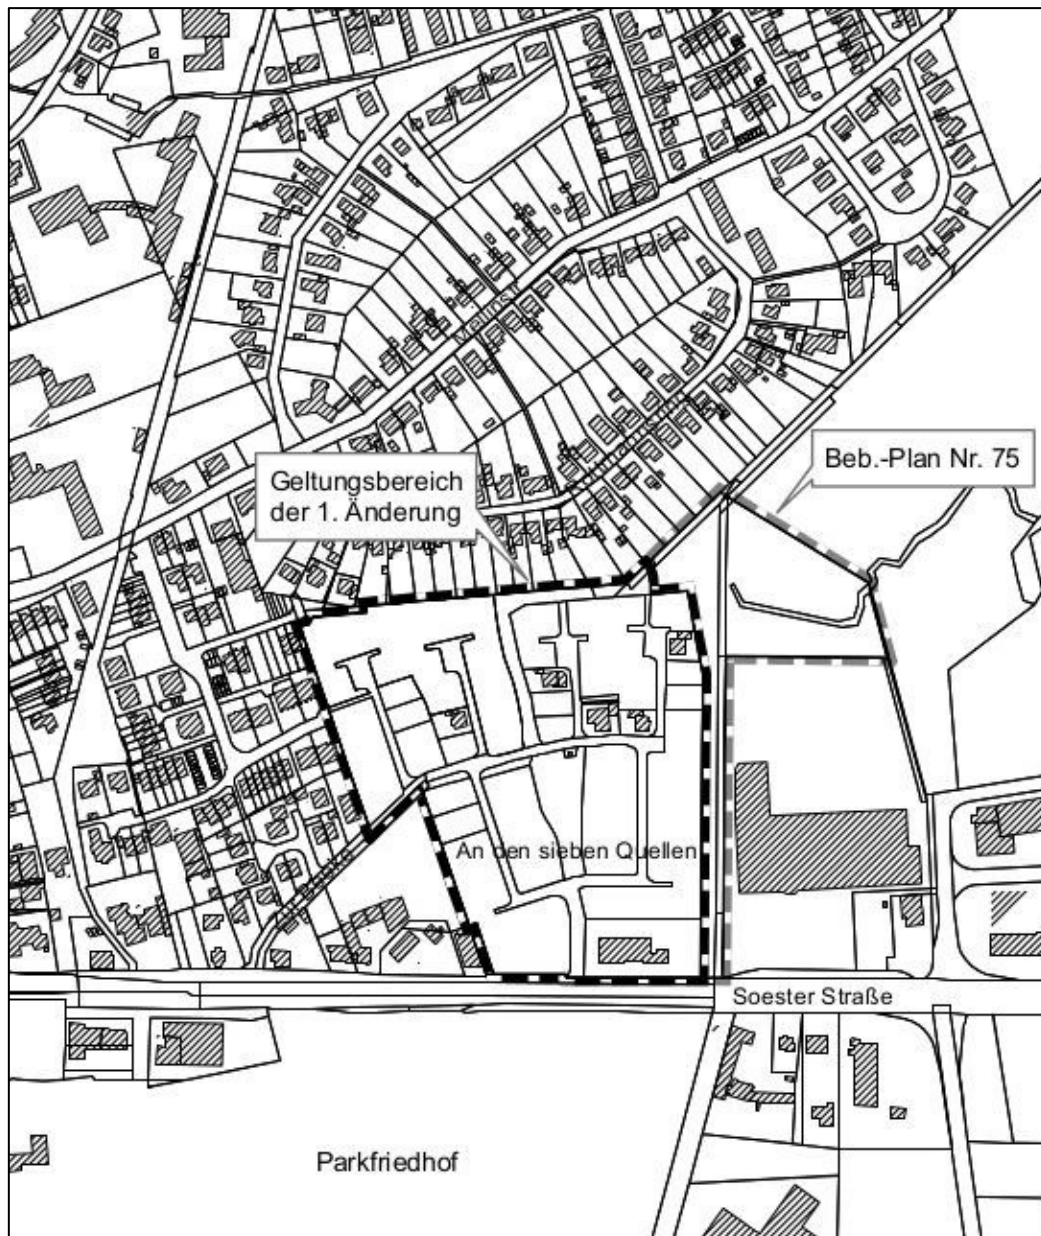 Beb.-Plan Nr. 75
Geltungsbereich
der 1. Änderung
An den sieben Quellen
Soester Straße
Parkfriedhof